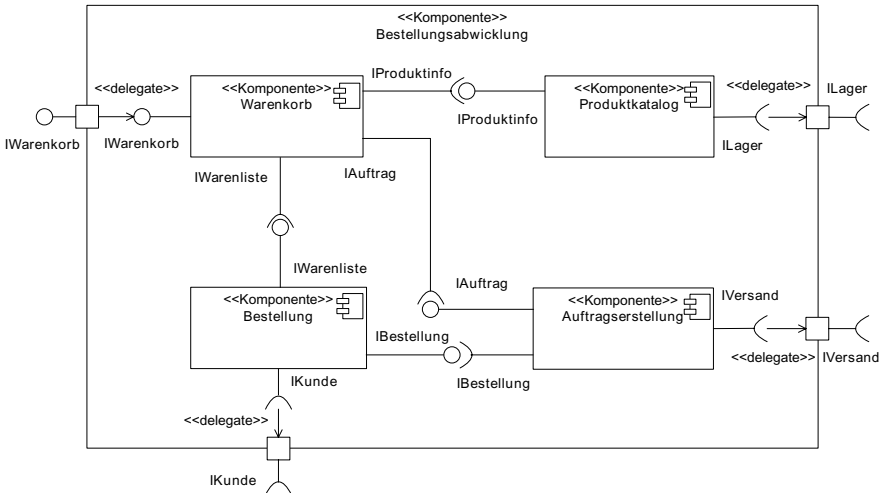 <<Komponente>>
Bestellungsabwicklung
<<delegate>>
<<Komponente>>
Warenkorb
IProduktinfo
<<Komponente>>
Produktkatalog
<<delegate>>
ILager
IProduktinfo
IWarenkorb
IWarenkorb
ILager
IWarenliste
IAuftrag
IWarenliste
IAuftrag
<<Komponente>>
Bestellung
<<Komponente>>
Auftragserstellung
IVersand
IBestellung
<<delegate>>
IVersand
IKunde
IBestellung
<<delegate>>
IKunde